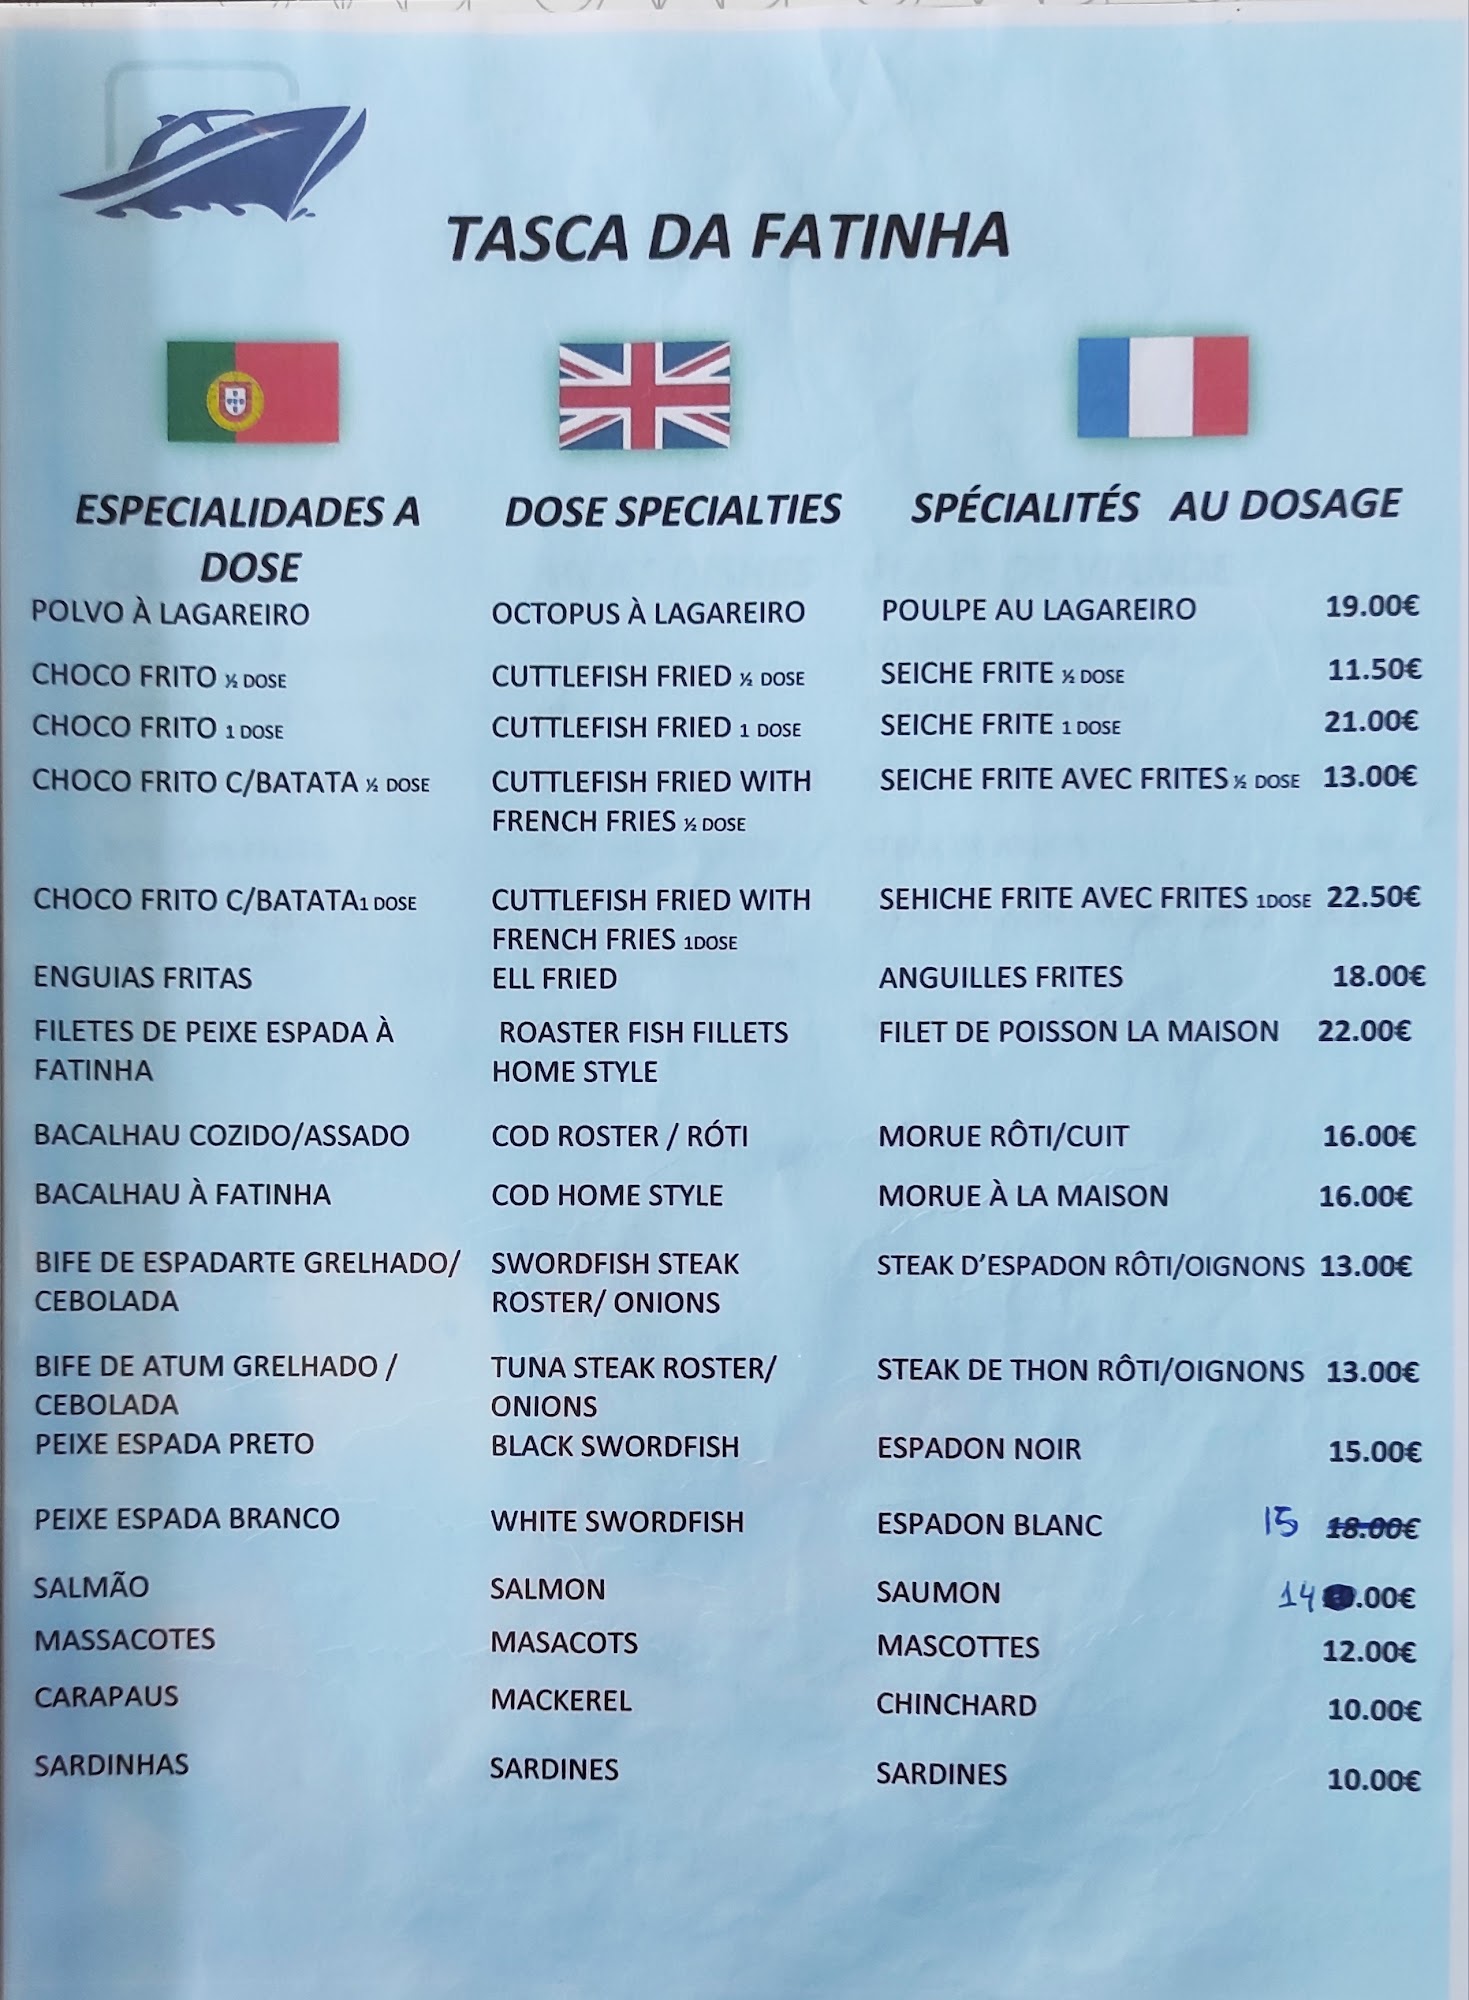 TASCA DA FATINHA
ESPECIALIDADES A
DOSE
DOSE SPECIALTIES
SPÉCIALITÉS AU DOSAGE
POLVO À LAGAREIRO OCTOPUS À LAGAREIRO POULPE AU LAGAREIRO 19.00€
CHOCO FRITO ½ DOSE CUTTLEFISH FRIED ½ DOSE SEICHE FRITE ½ DOSE 11.50€
CHOCO FRITO 1 DOSE CUTTLEFISH FRIED 1 DOSE SEICHE FRITE 1 DOSE 21.00€
CHOCO FRITO C/BATATA ½ DOSE CUTTLEFISH FRIED WITH SEICHE FRITE AVEC FRITES ½ DOSE 13.00€
FRENCH FRIES ½ DOSE
CHOCO FRITO C/BATATA1 DOSE CUTTLEFISH FRIED WITH SEHICHE FRITE AVEC FRITES 1DOSE 22.50€
FRENCH FRIES 1DOSE
ENGUIAS FRITAS ELL FRIED ANGUILLES FRITES 18.00€
FILETES DE PEIXE ESPADA À ROASTER FISH FILLETS FILET DE POISSON LA MAISON 22.00€
FATINHA HOME STYLE
BACALHAU COZIDO/ASSADO COD ROSTER / RÓTI MORUE RÔTI/CUIT 16.00€
BACALHAU À FATINHA COD HOME STYLE MORUE À LA MAISON 16.00€
BIFE DE ESPADARTE GRELHADO/ SWORDFISH STEAK STEAK D'ESPADON RÔTI/OIGNONS 13.00€
CEBOLADA ROSTER/ ONIONS
BIFE DE ATUM GRELHADO / TUNA STEAK ROSTER/ STEAK DE THON RÔTI/OIGNONS 13.00€
CEBOLADA ONIONS
PEIXE ESPADA PRETO BLACK SWORDFISH ESPADON NOIR 15.00€
PEIXE ESPADA BRANCO WHITE SWORDFISH ESPADON BLANC 15 18.00€
SALMÃO SALMON SAUMON 14 .00€
MASSACOTES MASACOTS MASCOTTES 12.00€
CARAPAUS MACKEREL CHINCHARD 10.00€
SARDINHAS SARDINES SARDINES 10.00€